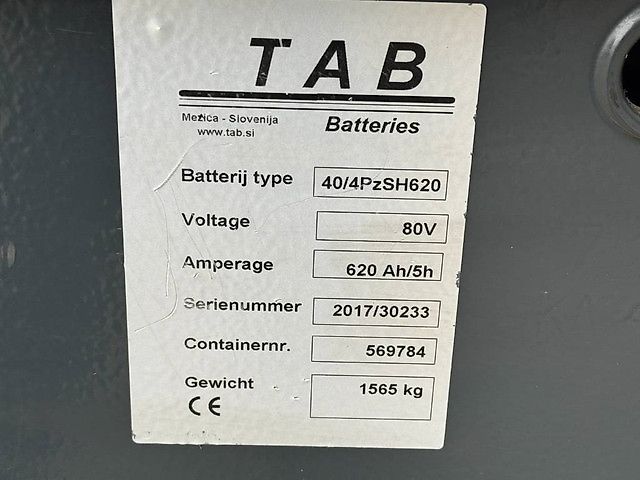 TAB
Mežica - Slovenija
www.tab.si
Batteries
Batterij type 40/4PzSH620
Voltage 80V
Amperage 620 Ah/5h
Serienummer 2017/30233
Containernr. 569784
Gewicht 1565 kg
CE